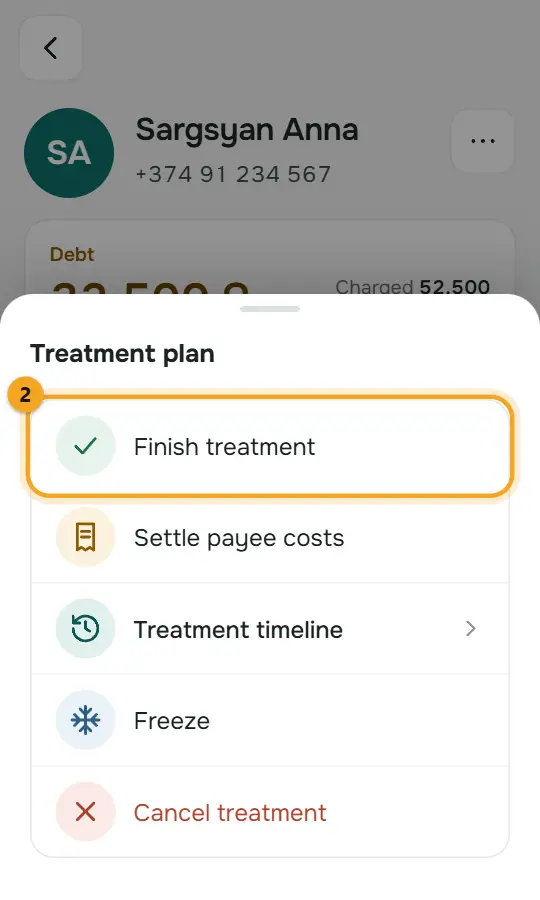 SA
Sargsyan Anna
+374 91 234 567
Debt
Charged 52,500
Treatment plan
2
Finish treatment
Settle payee costs
Treatment timeline
Freeze
Cancel treatment